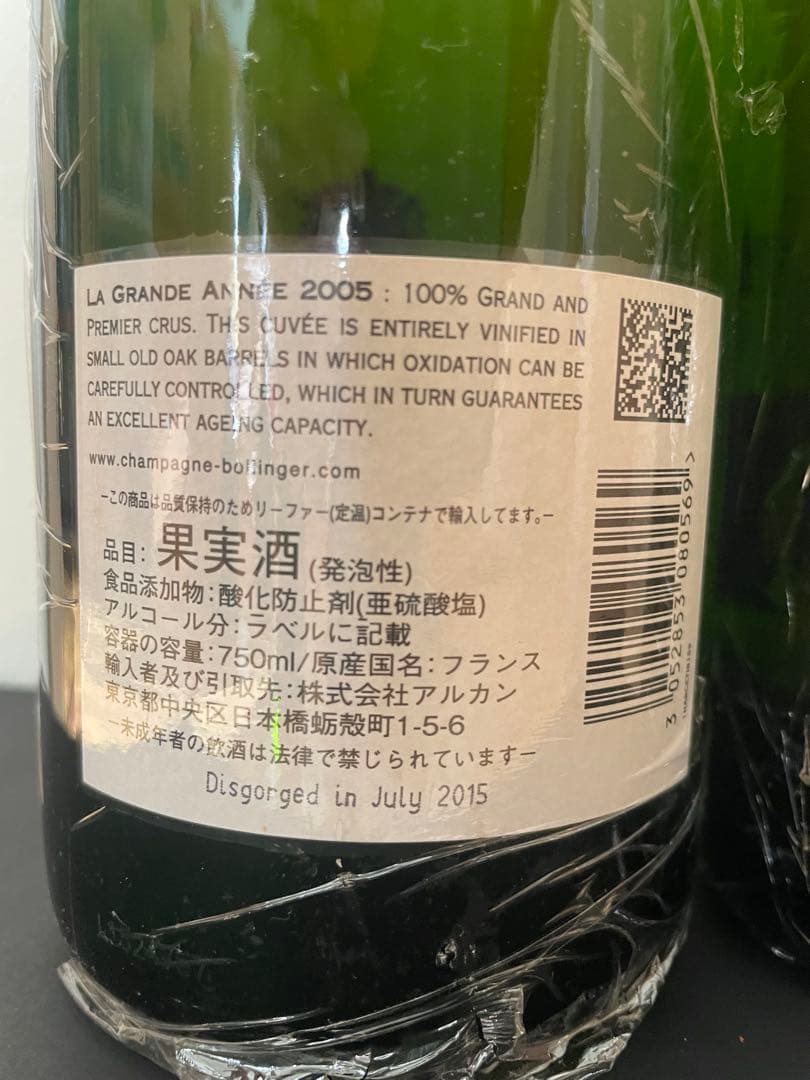 LA GRANDE ANNÉE 2005 : 100% GRAND AND
PREMIER CRUS. THIS CUVÉE IS ENTIRELY VINIFIED IN
SMALL OLD OAK BARRELS IN WHICH OXIDATION CAN BE
CAREFULLY CONTROLLED, WHICH IN TURN GUARANTEES
AN EXCELLENT AGEING CAPACITY.
www.champagne-bollinger.com
−この商品は品質保持のためリーファー(定温)コンテナで輸入してます。−
品目: 果実酒 (発泡性)
食品添加物:酸化防止剤(亜硫酸塩)
アルコール分:ラベルに記載
容器の容量:750ml/原産国名:フランス
輸入者及び引取先:株式会社アルカン
東京都中央区日本橋蛎殻町1-5-6
−未成年者の飲酒は法律で禁じられています−
Disgorged in July 2015
3 052853 080569 >